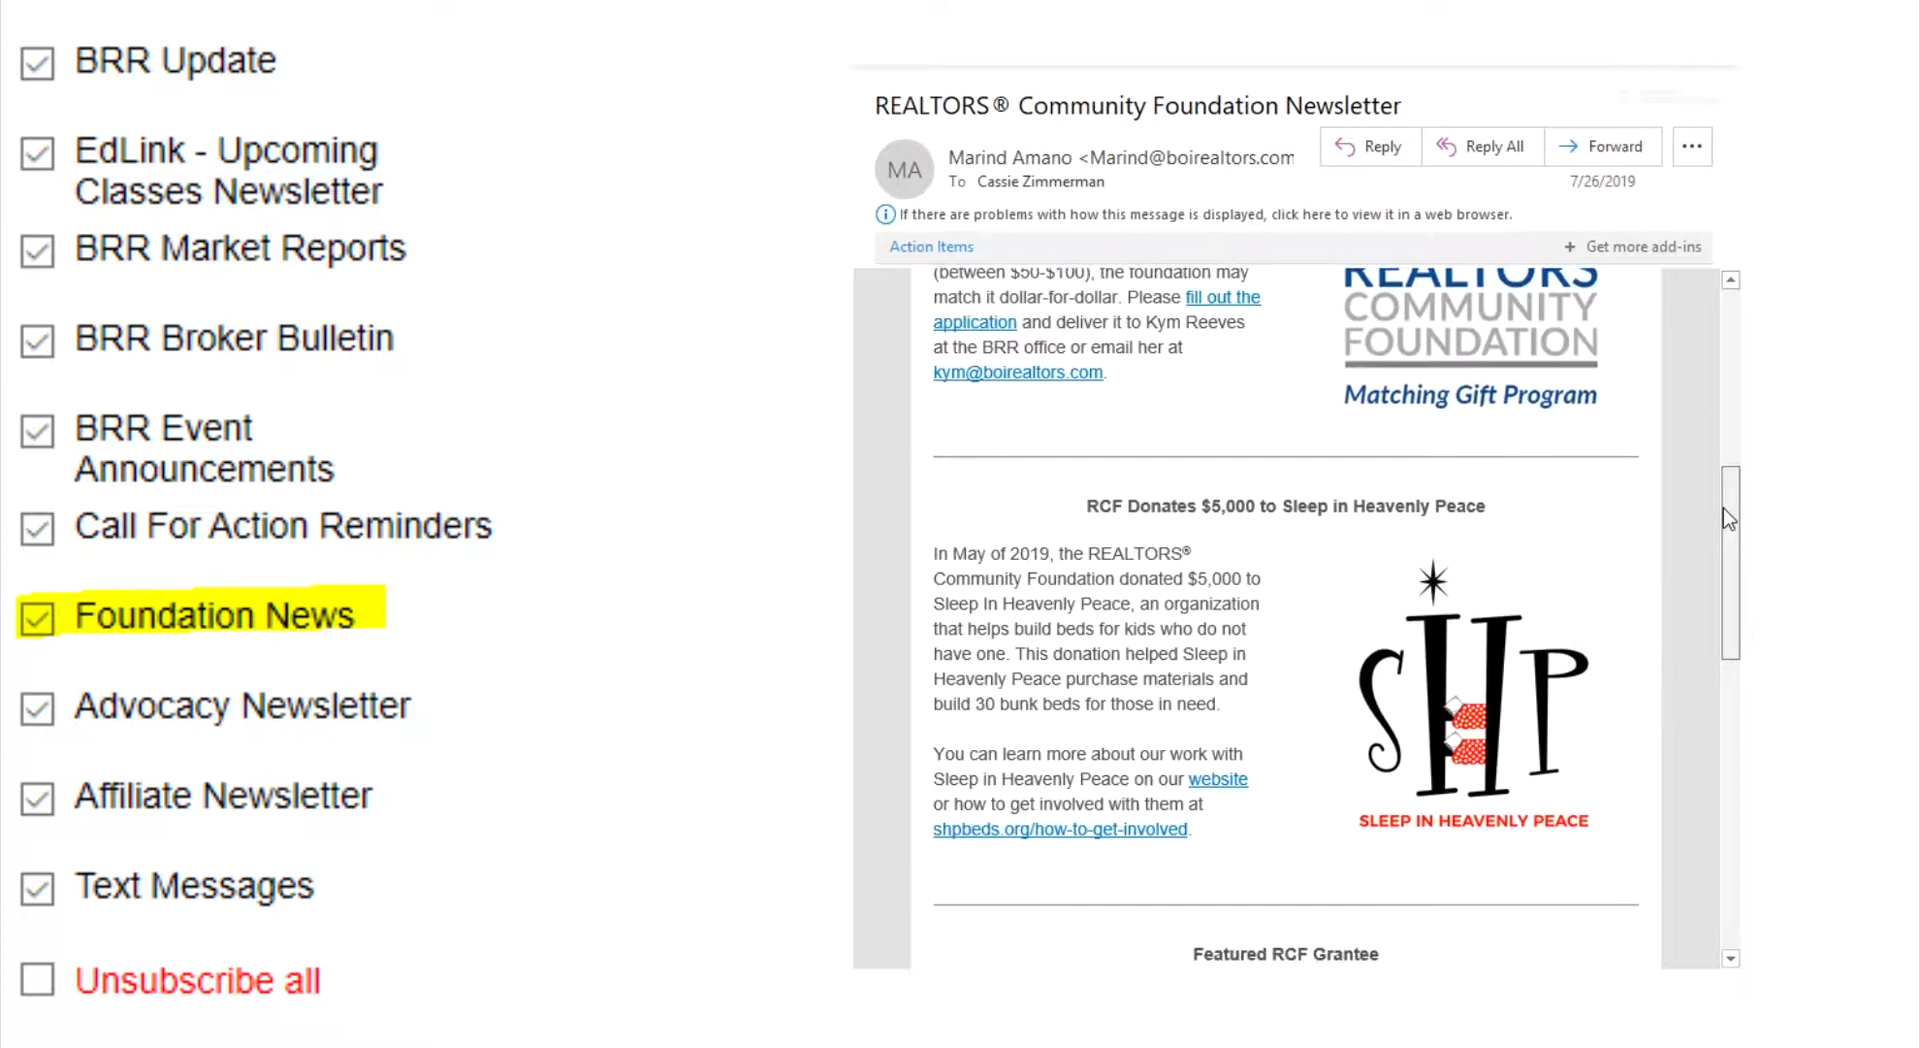 BRR Update
EdLink - Upcoming
Classes Newsletter
BRR Market Reports
BRR Broker Bulletin
BRR Event
Announcements
Call For Action Reminders
Foundation News
Advocacy Newsletter
Affiliate Newsletter
Text Messages
Unsubscribe all
REALTORS® Community Foundation Newsletter
MA
Marind Amano <Marind@boirealtors.com
To Cassie Zimmerman
Reply
Reply All
Forward
7/26/2019
If there are problems with how this message is displayed, click here to view it in a web browser.
Action Items
+ Get more add-ins
(between $50-$100), the foundation may
match it dollar-for-dollar. Please fill out the
application and deliver it to Kym Reeves
at the BRR office or email her at
kym@boirealtors.com.
REALTORS
COMMUNITY
FOUNDATION
Matching Gift Program
RCF Donates $5,000 to Sleep in Heavenly Peace
In May of 2019, the REALTORS®
Community Foundation donated $5,000 to
Sleep In Heavenly Peace, an organization
that helps build beds for kids who do not
have one. This donation helped Sleep in
Heavenly Peace purchase materials and
build 30 bunk beds for those in need.
You can learn more about our work with
Sleep in Heavenly Peace on our website
or how to get involved with them at
shpbeds.org/how-to-get-involved.
SHP
SLEEP IN HEAVENLY PEACE
Featured RCF Grantee